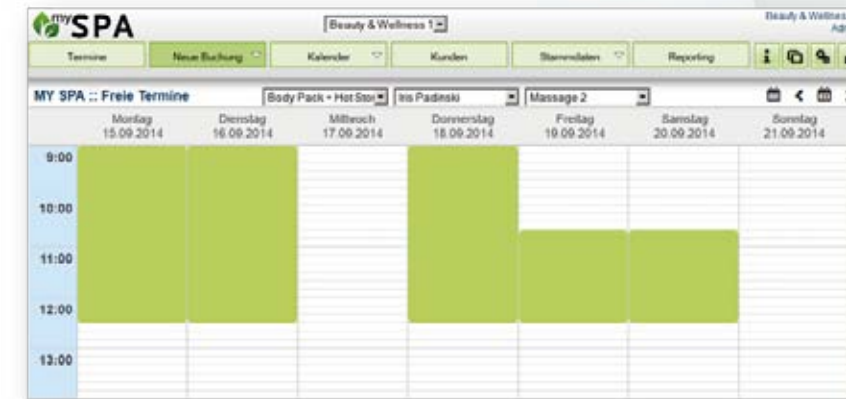 my SPA
Beauty & Wellness 1
Beauty & Wellnes
Termine Neue Buchung Kalender Kunden Stammdaten Reporting
MY SPA :: Freie Termine Body Pack + Hot Ston Iris Padinski Massage 2
Montag Dienstag Mittwoch Donnerstag Freitag Samstag Sonntag
15.09.2014 16.09.2014 17.09.2014 18.09.2014 19.09.2014 20.09.2014 21.09.2014
9:00
10:00
11:00
12:00
13:00